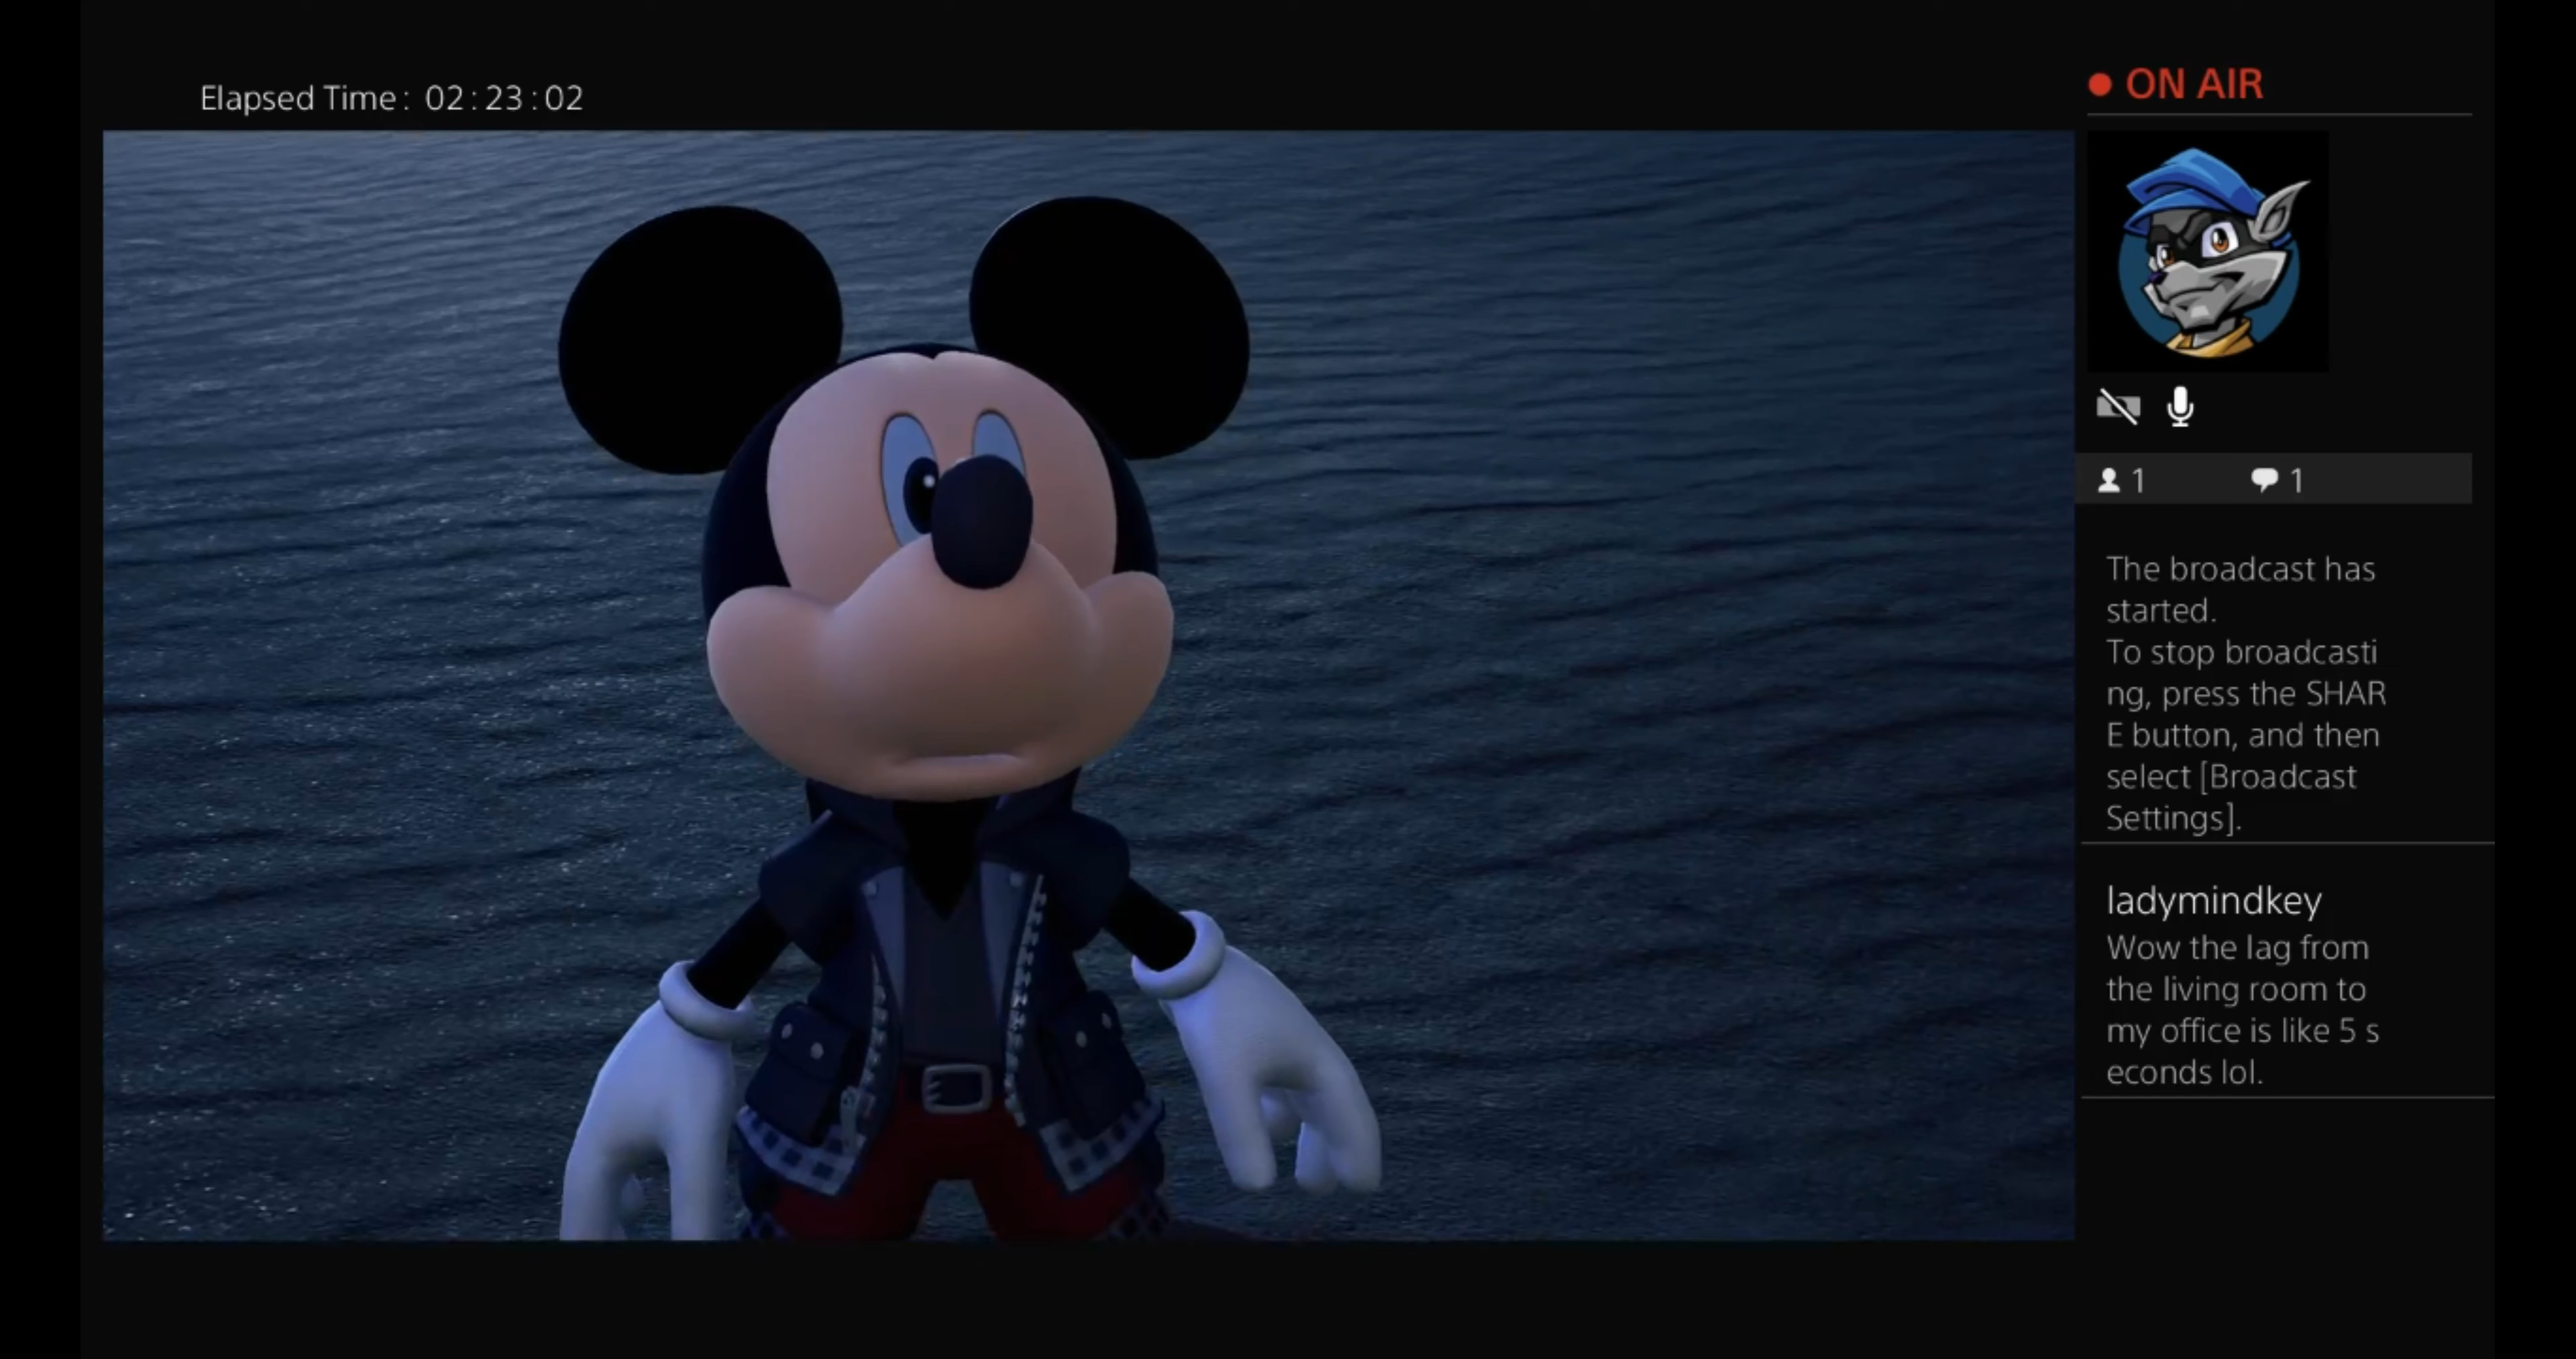 Elapsed Time: 02:23:02
ON AIR
1
1
The broadcast has
started.
To stop broadcasti
ng, press the SHAR
E button, and then
select [Broadcast
Settings].
ladymindkey
Wow the lag from
the living room to
my office is like 5 s
econds lol.